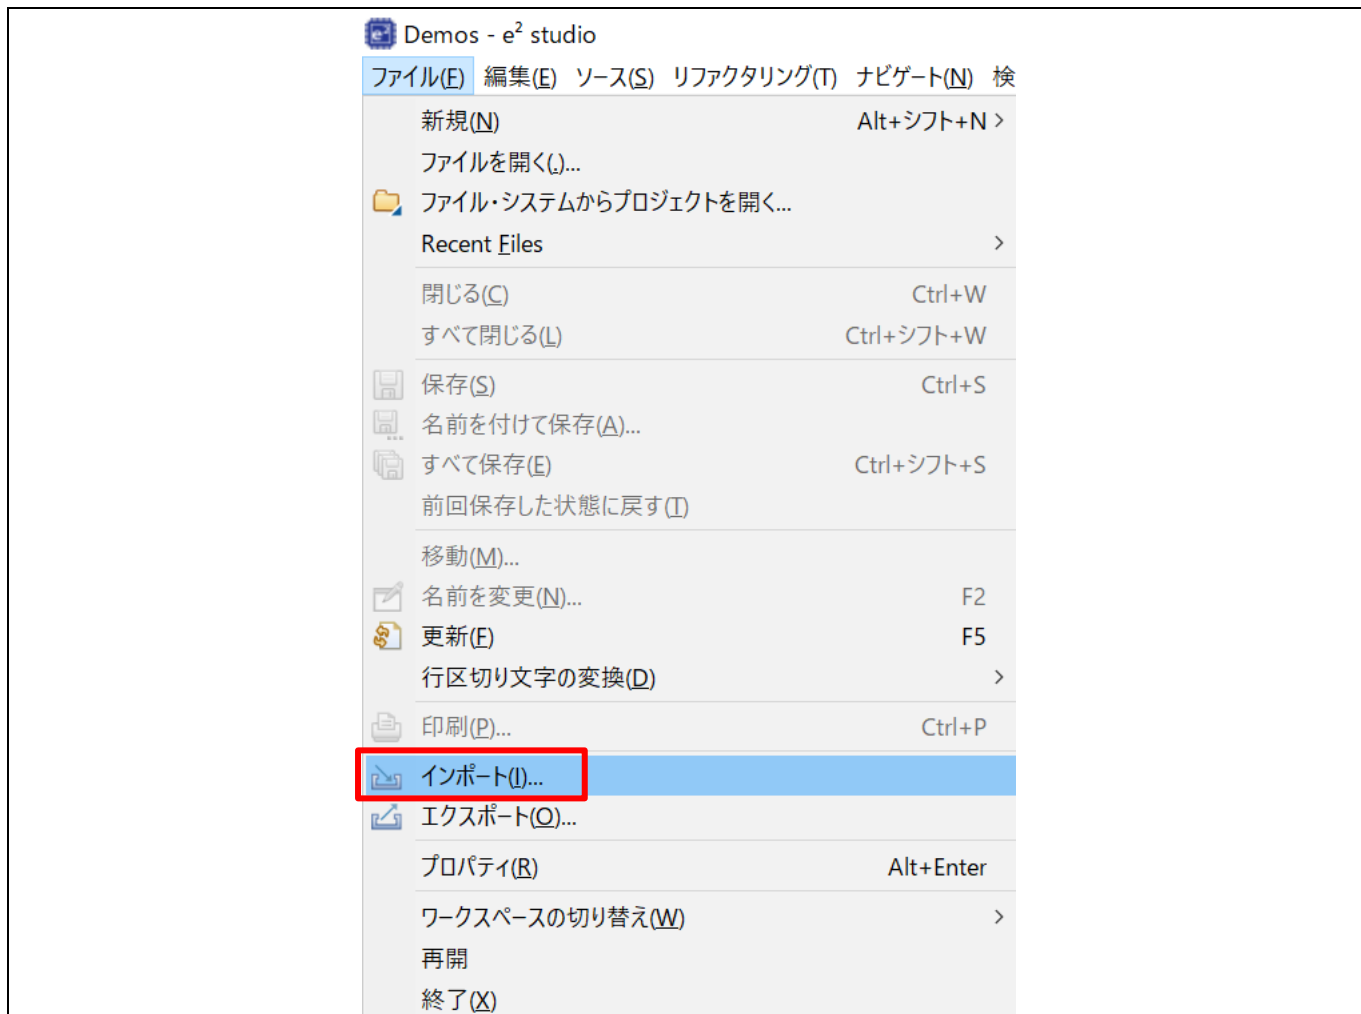 Demos - e² studio
ファイル(F) 編集(E) ソース(S) リファクタリング(T) ナビゲート(N) 検
新規(N) Alt+シフト+N >
ファイルを開く(.)...
ファイル・システムからプロジェクトを開く...
Recent Files >
閉じる(C) Ctrl+W
すべて閉じる(L) Ctrl+シフト+W
保存(S) Ctrl+S
名前を付けて保存(A)...
すべて保存(E) Ctrl+シフト+S
前回保存した状態に戻す(T)
移動(M)...
名前を変更(N)... F2
更新(F) F5
行区切り文字の変換(D) >
印刷(P)... Ctrl+P
インポート(I)...
エクスポート(O)...
プロパティ(R) Alt+Enter
ワークスペースの切り替え(W) >
再開
終了(X)